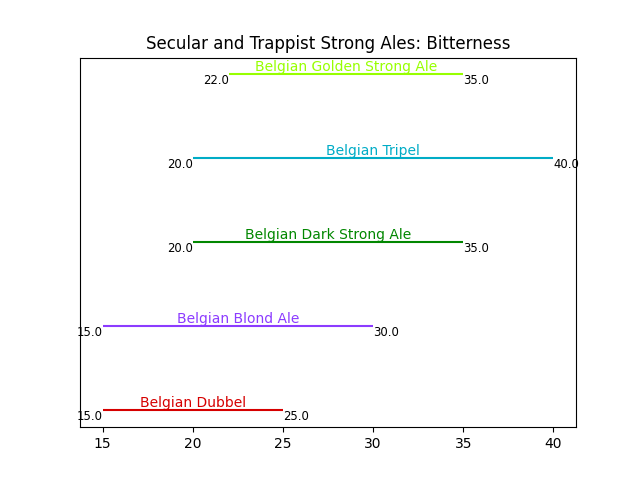 Secular and Trappist Strong Ales: Bitterness
Belgian Golden Strong Ale
22.0 35.0
Belgian Tripel
20.0 40.0
Belgian Dark Strong Ale
20.0 35.0
Belgian Blond Ale
15.0 30.0
Belgian Dubbel
15.0 25.0
15 20 25 30 35 40